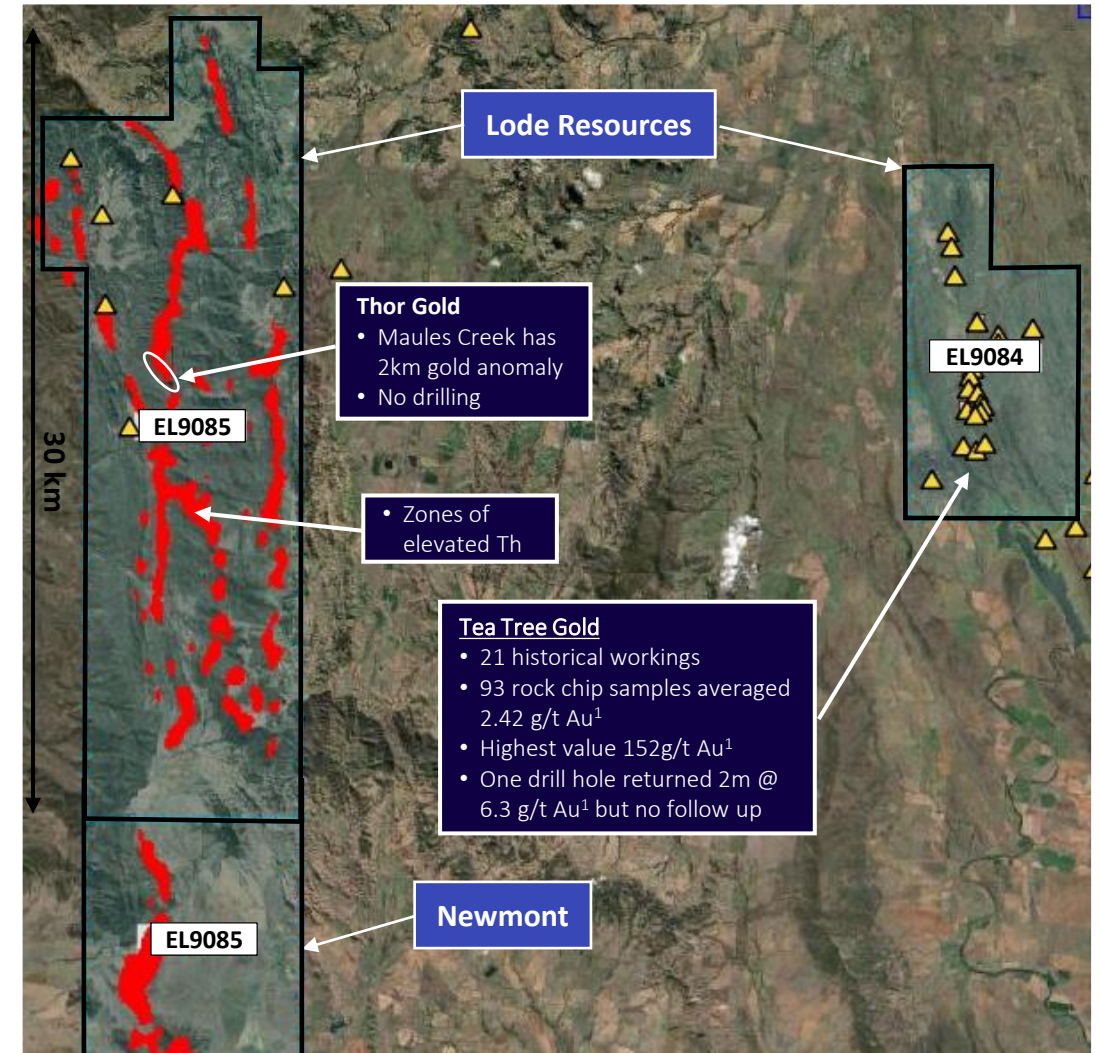 Lode Resources
Thor Gold
• Maules Creek has
2km gold anomaly
• No drilling
EL9084
EL9085
30 km
• Zones of
elevated Th
Tea Tree Gold
• 21 historical workings
• 93 rock chip samples averaged
2.42 g/t Au¹
• Highest value 152g/t Au¹
• One drill hole returned 2m @
6.3 g/t Au¹ but no follow up
Newmont
EL9085